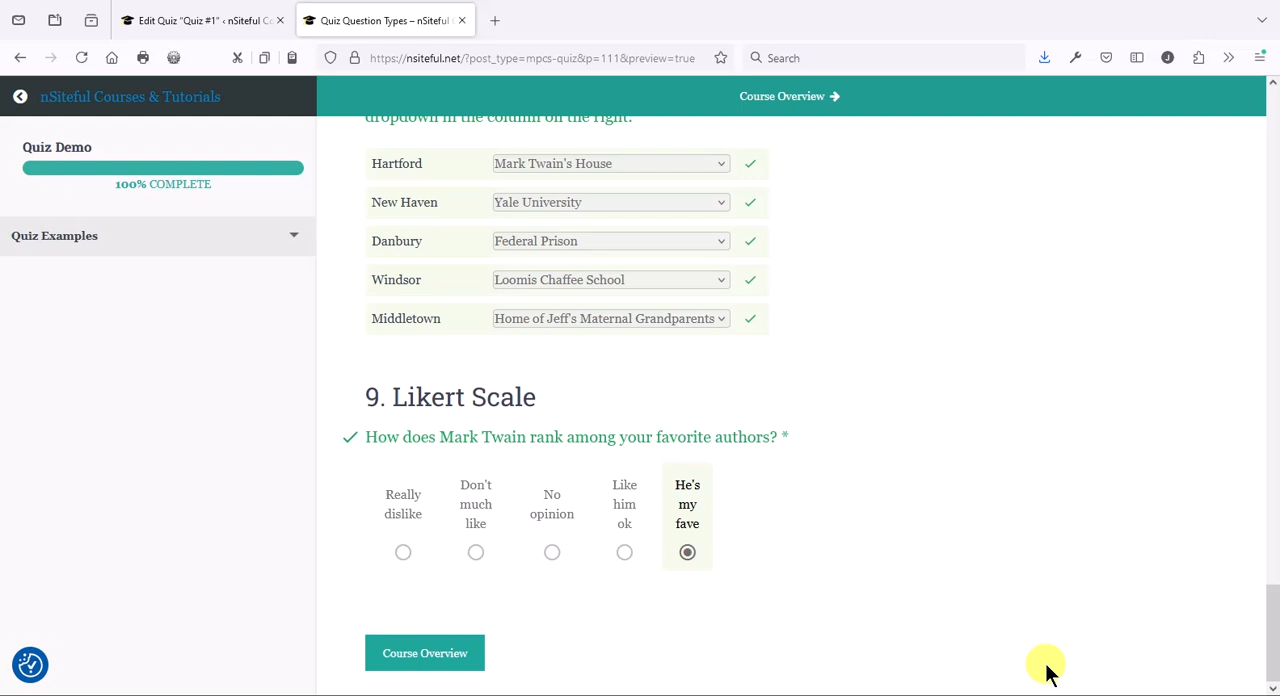 Edit Quiz "Quiz #1" ‹ nSiteful Co
Quiz Question Types – nSiteful C
https://nsiteful.net/?post_type=mpcs-quiz&p=111&preview=true
Search
nSiteful Courses & Tutorials
Course Overview
Quiz Demo
100% COMPLETE
Quiz Examples
dropdown in the column on the right.
Hartford Mark Twain's House
New Haven Yale University
Danbury Federal Prison
Windsor Loomis Chaffee School
Middletown Home of Jeff's Maternal Grandparents
9. Likert Scale
How does Mark Twain rank among your favorite authors? *
Really dislike
Don't much like
No opinion
Like him ok
He's my fave
Course Overview